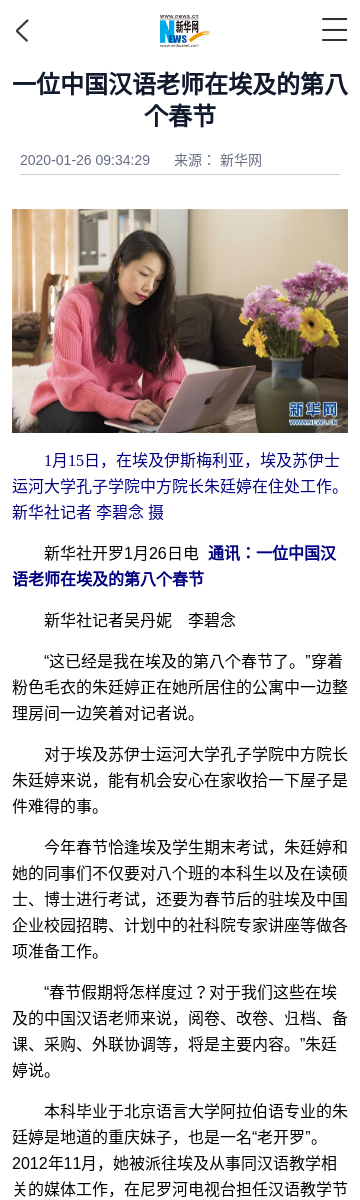 www.news.cn
新华网
NEWS
www.xinhuanet.com
一位中国汉语老师在埃及的第八
个春节
2020-01-26 09:34:29 来源： 新华网
新华网
WWW.NEWS.CN
1月15日，在埃及伊斯梅利亚，埃及苏伊士
运河大学孔子学院中方院长朱廷婷在住处工作。
新华社记者 李碧念 摄
新华社开罗1月26日电 通讯：一位中国汉
语老师在埃及的第八个春节
新华社记者吴丹妮　李碧念
“这已经是我在埃及的第八个春节了。”穿着
粉色毛衣的朱廷婷正在她所居住的公寓中一边整
理房间一边笑着对记者说。
对于埃及苏伊士运河大学孔子学院中方院长
朱廷婷来说，能有机会安心在家收拾一下屋子是
件难得的事。
今年春节恰逢埃及学生期末考试，朱廷婷和
她的同事们不仅要对八个班的本科生以及在读硕
士、博士进行考试，还要为春节后的驻埃及中国
企业校园招聘、计划中的社科院专家讲座等做各
项准备工作。
“春节假期将怎样度过？对于我们这些在埃
及的中国汉语老师来说，阅卷、改卷、归档、备
课、采购、外联协调等，将是主要内容。”朱廷
婷说。
本科毕业于北京语言大学阿拉伯语专业的朱
廷婷是地道的重庆妹子，也是一名“老开罗”。
2012年11月，她被派往埃及从事同汉语教学相
关的媒体工作，在尼罗河电视台担任汉语教学节